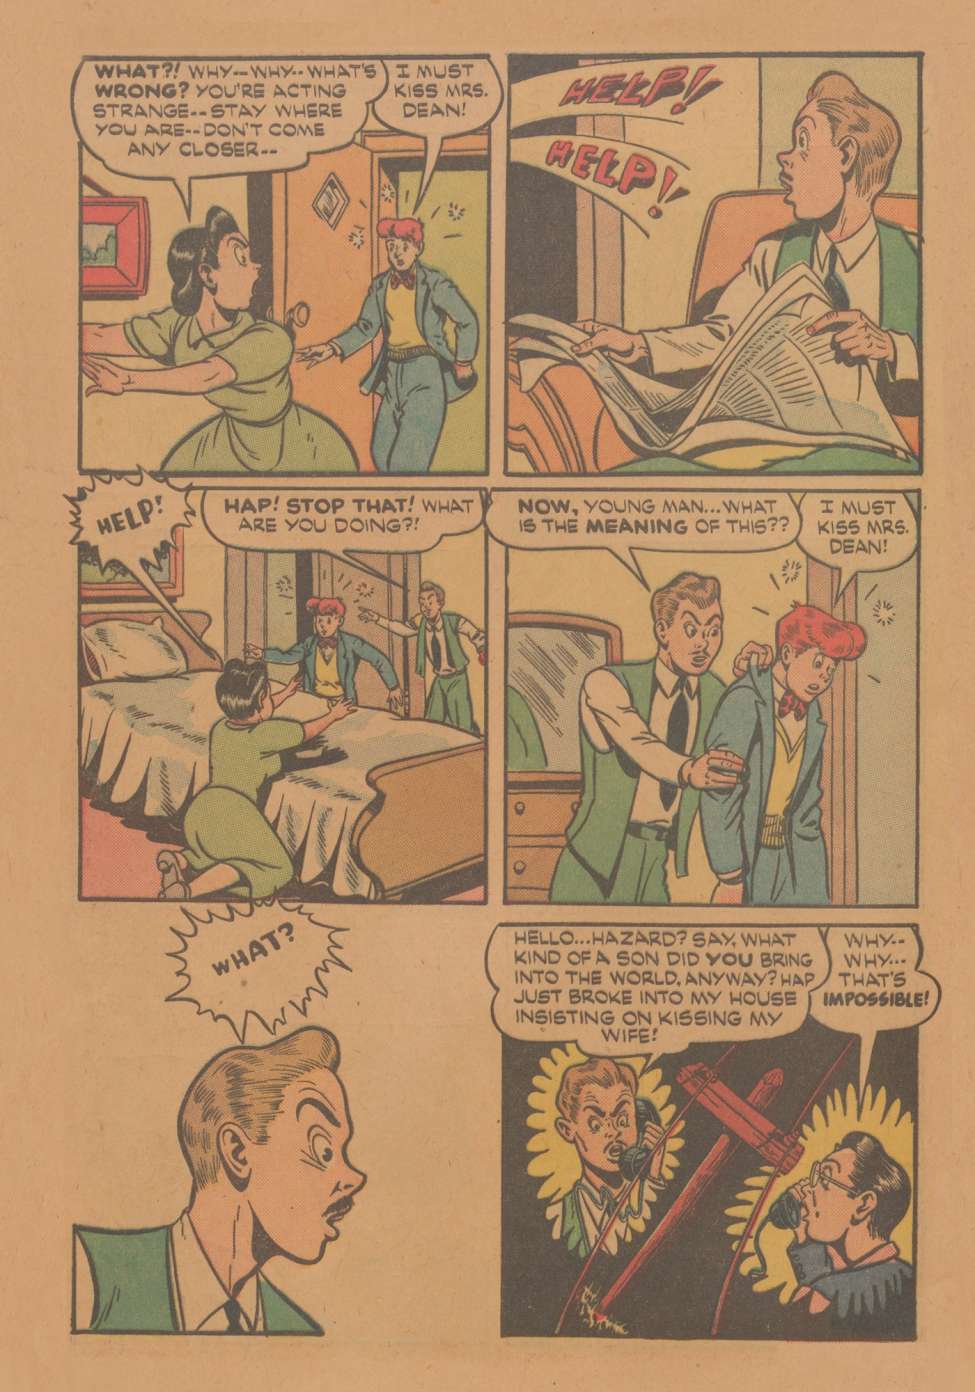 WHAT?! WHY--WHY--WHAT'S
WRONG? YOU'RE ACTING
STRANGE--STAY WHERE
YOU ARE--DON'T COME
ANY CLOSER--
I MUST
KISS MRS.
DEAN!
HELP!!
HELP!!
HELP!
HAP! STOP THAT! WHAT
ARE YOU DOING?!
NOW, YOUNG MAN...WHAT
IS THE MEANING OF THIS??
I MUST
KISS MRS.
DEAN!
WHAT?
HELLO...HAZARD? SAY, WHAT
KIND OF A SON DID YOU BRING
INTO THE WORLD, ANYWAY? HAP
JUST BROKE INTO MY HOUSE
INSISTING ON KISSING MY
WIFE!
WHY--
WHY--
THAT'S
IMPOSSIBLE!